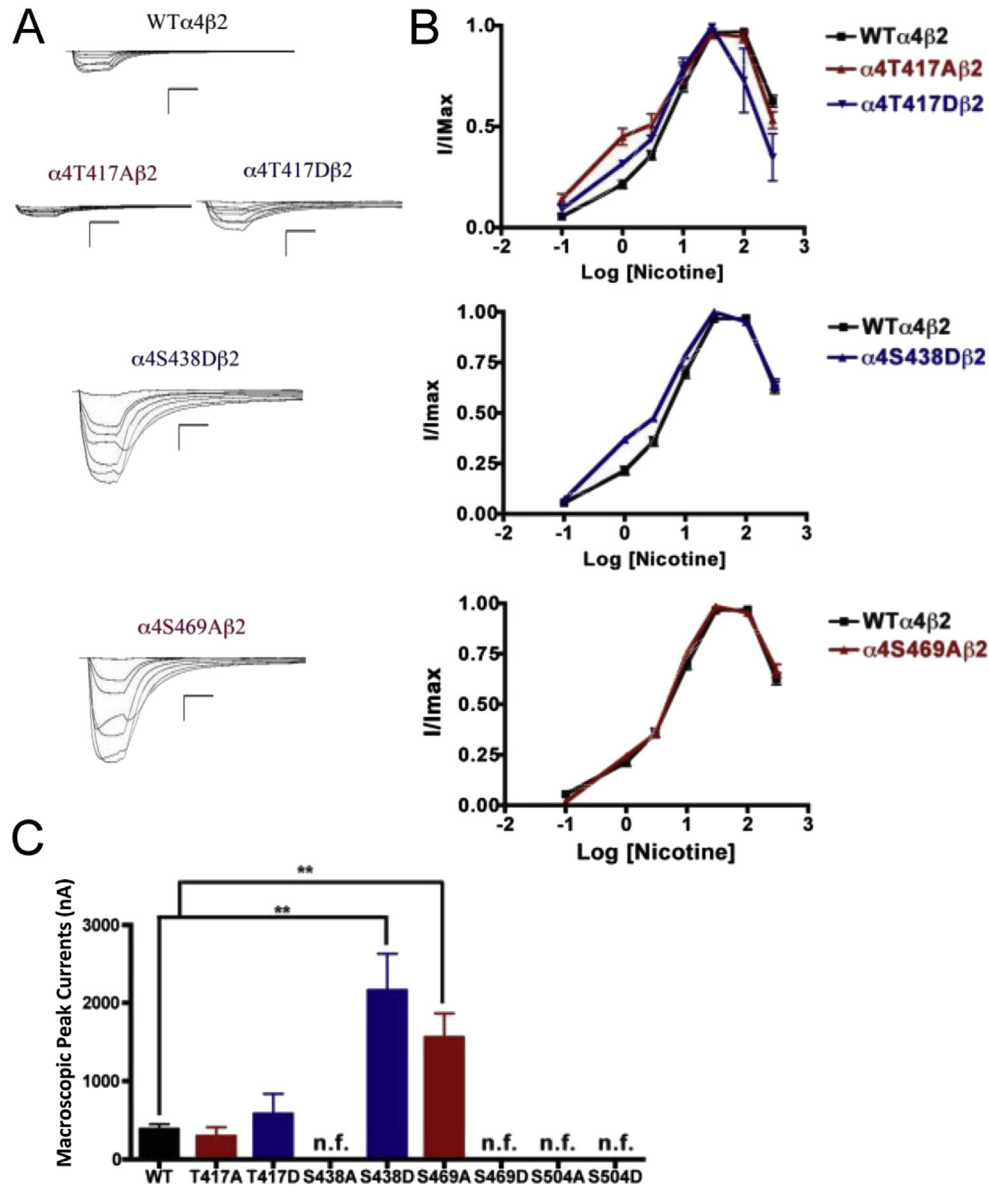 A
WTα4β2
α4T417Aβ2
α4T417Dβ2
α4S438Dβ2
α4S469Aβ2
B
1.0
0.5
0.0
I/IMax
-2
-1
0
1
2
3
Log [Nicotine]
WTα4β2
α4T417Aβ2
α4T417Dβ2
1.00
0.75
0.50
0.25
0.00
I/Imax
-2
-1
0
1
2
3
Log [Nicotine]
WTα4β2
α4S438Dβ2
1.00
0.75
0.50
0.25
0.00
I/Imax
-2
-1
0
1
2
3
Log [Nicotine]
WTα4β2
α4S469Aβ2
C
Macroscopic Peak Currents (nA)
3000
2000
1000
0
**
**
n.f.
n.f.
n.f.
n.f.
WT
T417A
T417D
S438A
S438D
S469A
S469D
S504A
S504D